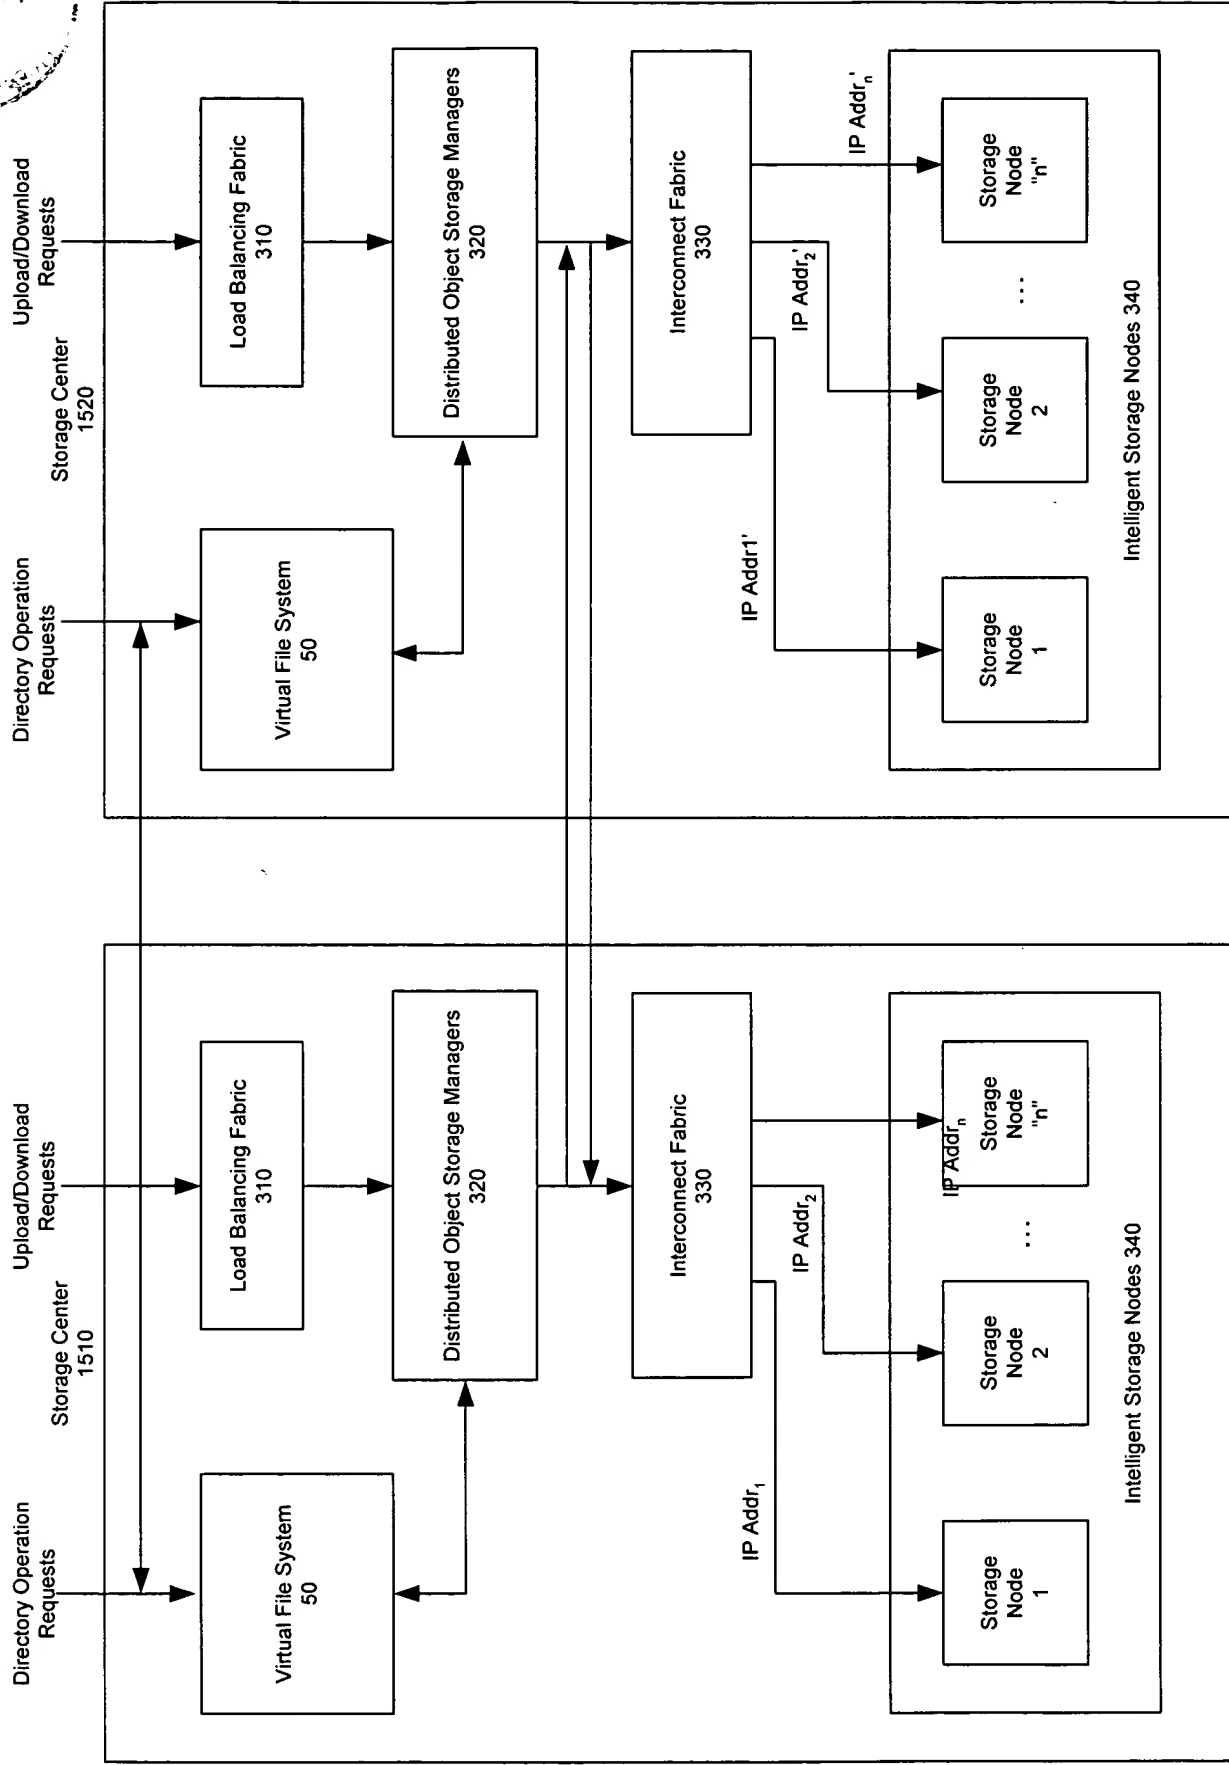 Directory Operation
Requests
Storage Center
1510
Upload/Download
Requests
Virtual File System
50
Load Balancing Fabric
310
Distributed Object Storage Managers
320
Interconnect Fabric
330
IP Addr1
IP Addr2
IP Addrn
Storage
Node
1
Storage
Node
2
...
Storage
Node
"n"
Intelligent Storage Nodes 340
Directory Operation
Requests
Storage Center
1520
Upload/Download
Requests
Virtual File System
50
Load Balancing Fabric
310
Distributed Object Storage Managers
320
Interconnect Fabric
330
IP Addr1'
IP Addr2'
IP Addrn'
Storage
Node
1
Storage
Node
2
...
Storage
Node
"n"
Intelligent Storage Nodes 340